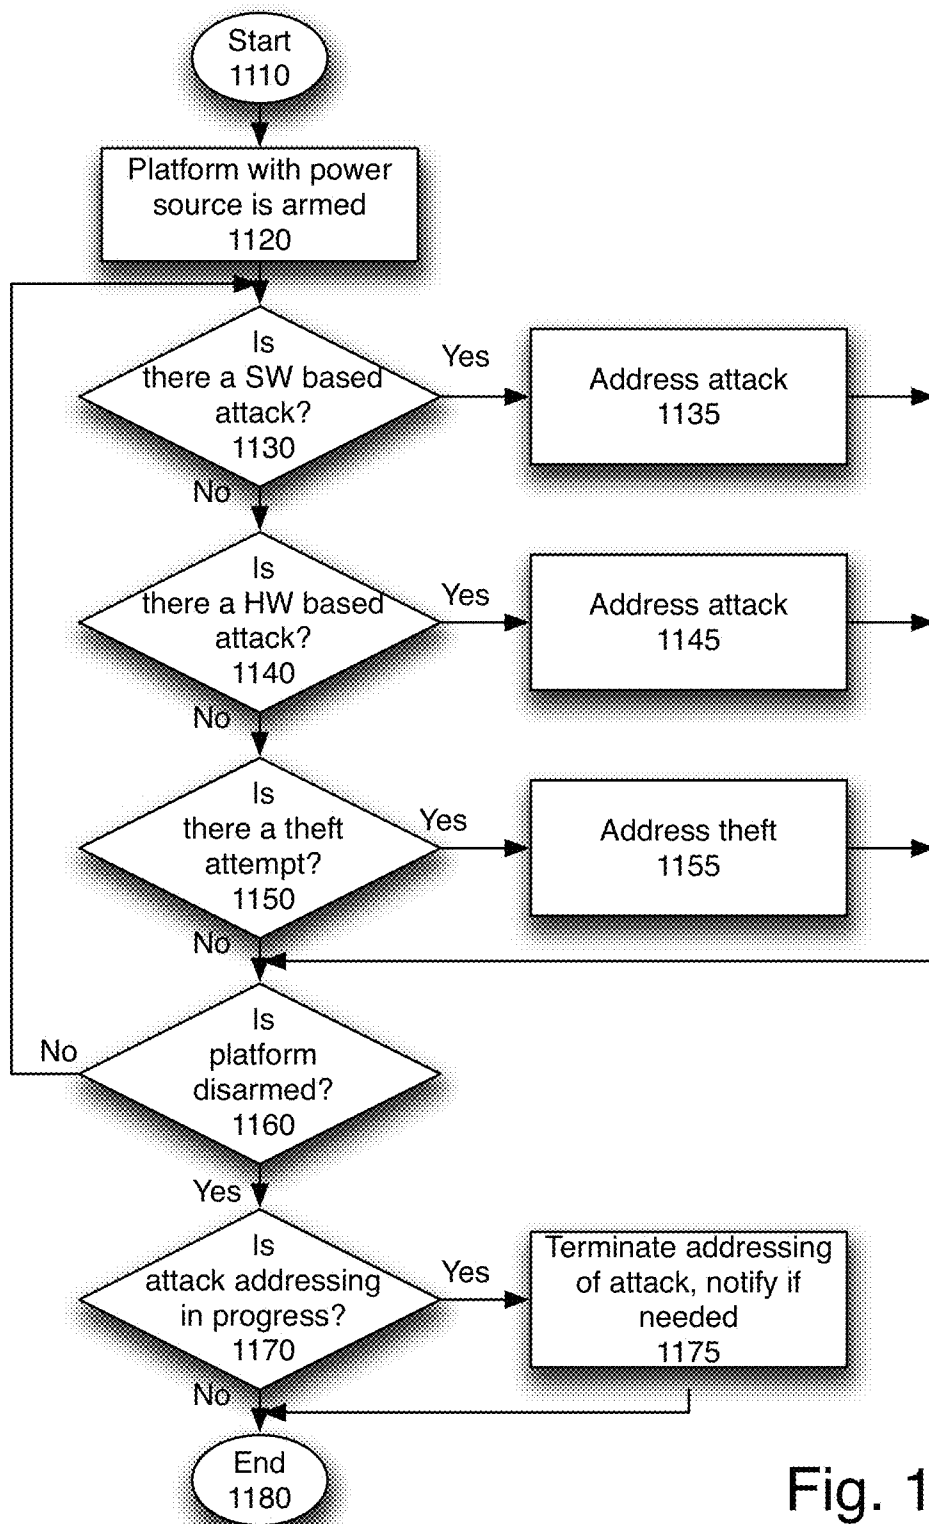 Start
1110
Platform with power
source is armed
1120
Is
there a SW based
attack?
1130
Yes
Address attack
1135
No
Is
there a HW based
attack?
1140
Yes
Address attack
1145
No
Is
there a theft
attempt?
1150
Yes
Address theft
1155
No
Is
platform
disarmed?
1160
No
Yes
Is
attack addressing
in progress?
1170
Yes
Terminate addressing
of attack, notify if
needed
1175
No
End
1180
Fig. 1